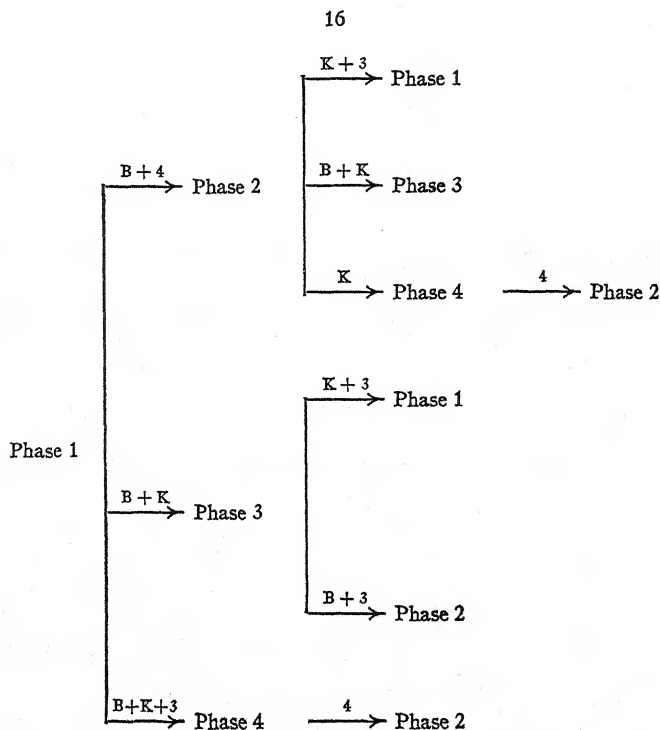 16
K + 3
Phase 1
B + 4
Phase 2
B + K
Phase 3
K
Phase 4
4
Phase 2
K + 3
Phase 1
Phase 1
B + K
Phase 3
B + 3
Phase 2
B+K+3
Phase 4
4
Phase 2